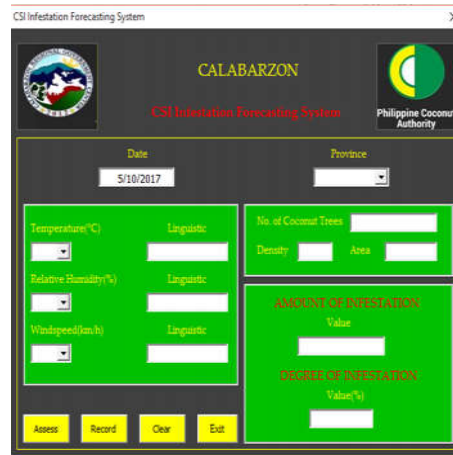 CSI Infestation Forecasting System
CALABARZON
CSI Infestation Forecasting System
Philippine Coconut
Authority
Date
Province
5/10/2017
Temperature(°C)
Linguistic
Relative Humidity(%)
Linguistic
Windspeed(km/h)
Linguistic
No. of Coconut Trees
Density
Area
AMOUNT OF INFESTATION
Value
DEGREE OF INFESTATION
Value(%)
Assess
Record
Clear
Exit